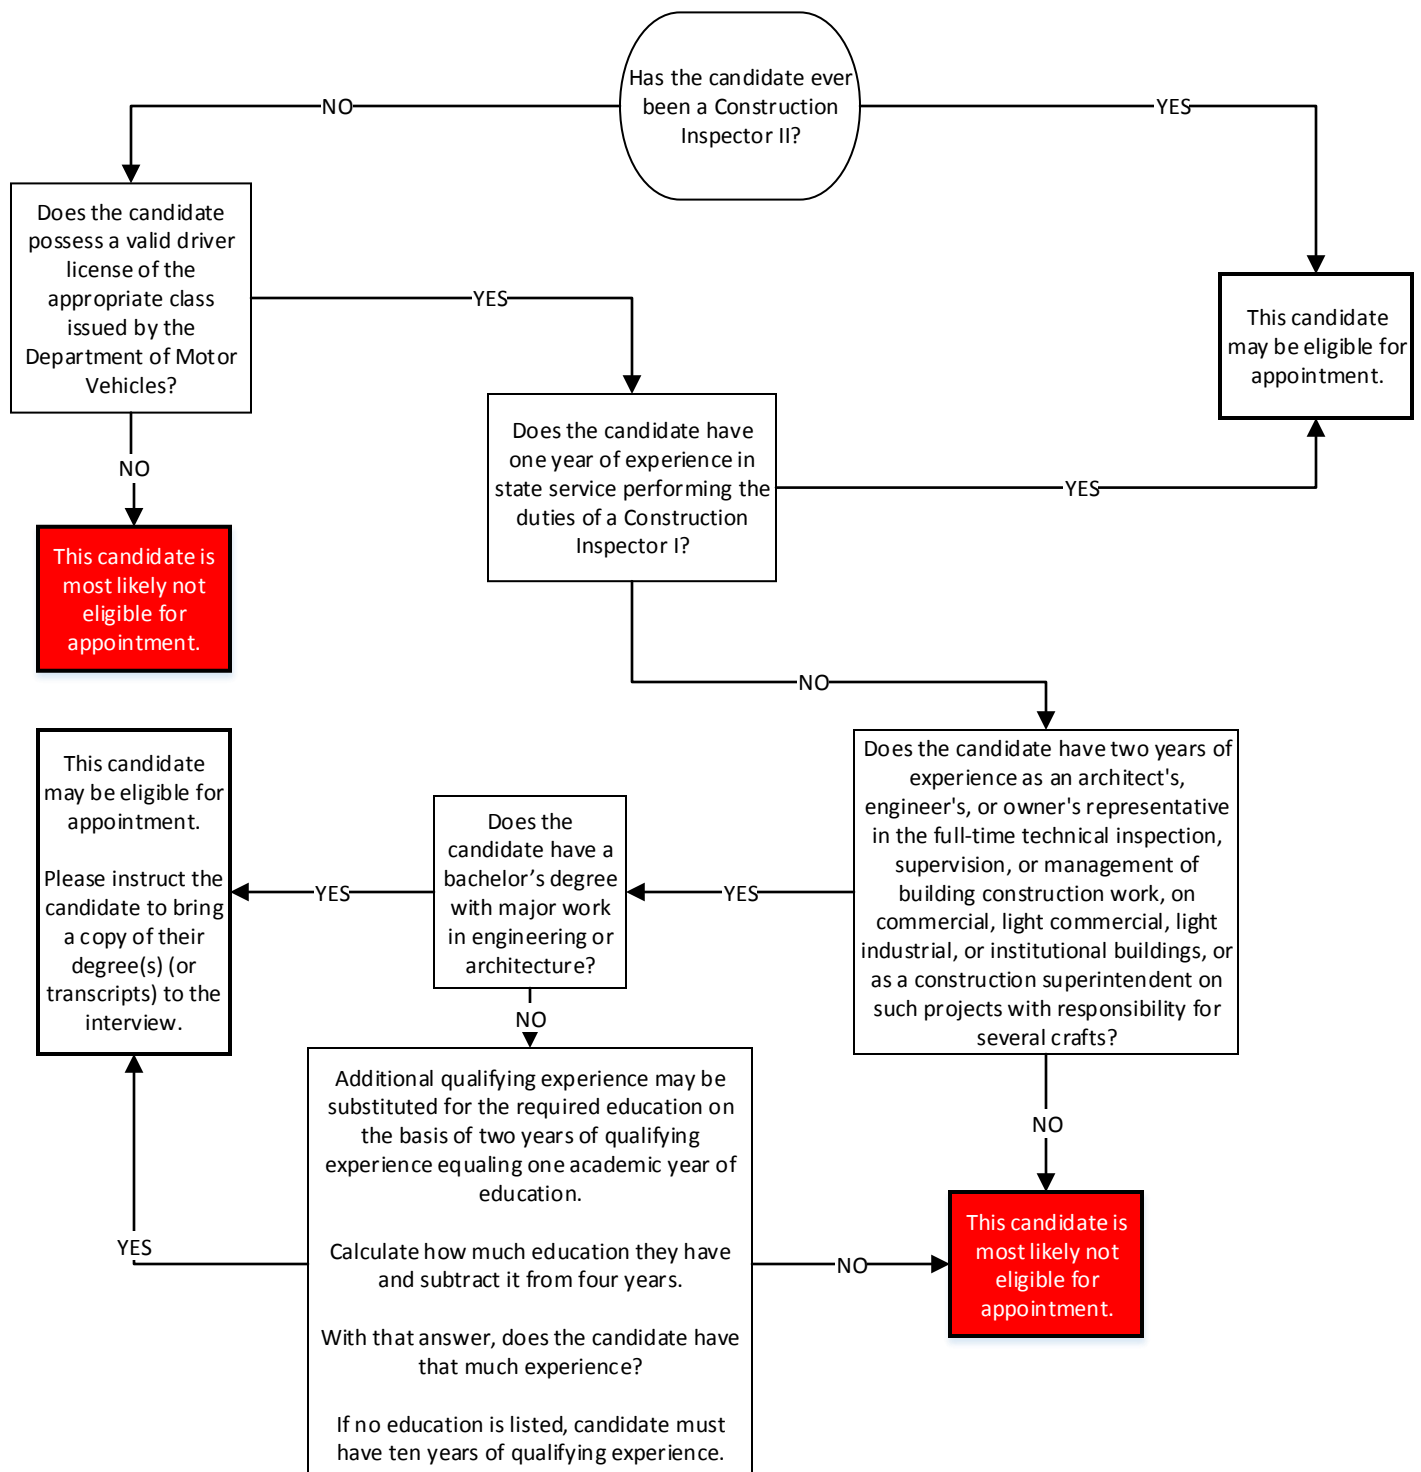 Has the candidate ever
been a Construction
Inspector II?
NO
YES
Does the candidate
possess a valid driver
license of the
appropriate class
issued by the
Department of Motor
Vehicles?
YES
This candidate
may be eligible for
appointment.
NO
Does the candidate have
one year of experience in
state service performing the
duties of a Construction
Inspector I?
YES
This candidate is
most likely not
eligible for
appointment.
NO
Does the candidate have two years of
experience as an architect's,
engineer's, or owner's representative
in the full-time technical inspection,
supervision, or management of
building construction work, on
commercial, light commercial, light
industrial, or institutional buildings, or
as a construction superintendent on
such projects with responsibility for
several crafts?
YES
Does the
candidate have a
bachelor’s degree
with major work
in engineering or
architecture?
YES
This candidate
may be eligible for
appointment.
Please instruct the
candidate to bring
a copy of their
degree(s) (or
transcripts) to the
interview.
NO
NO
Additional qualifying experience may be
substituted for the required education on
the basis of two years of qualifying
experience equaling one academic year of
education.
Calculate how much education they have
and subtract it from four years.
With that answer, does the candidate have
that much experience?
If no education is listed, candidate must
have ten years of qualifying experience.
YES
NO
This candidate is
most likely not
eligible for
appointment.